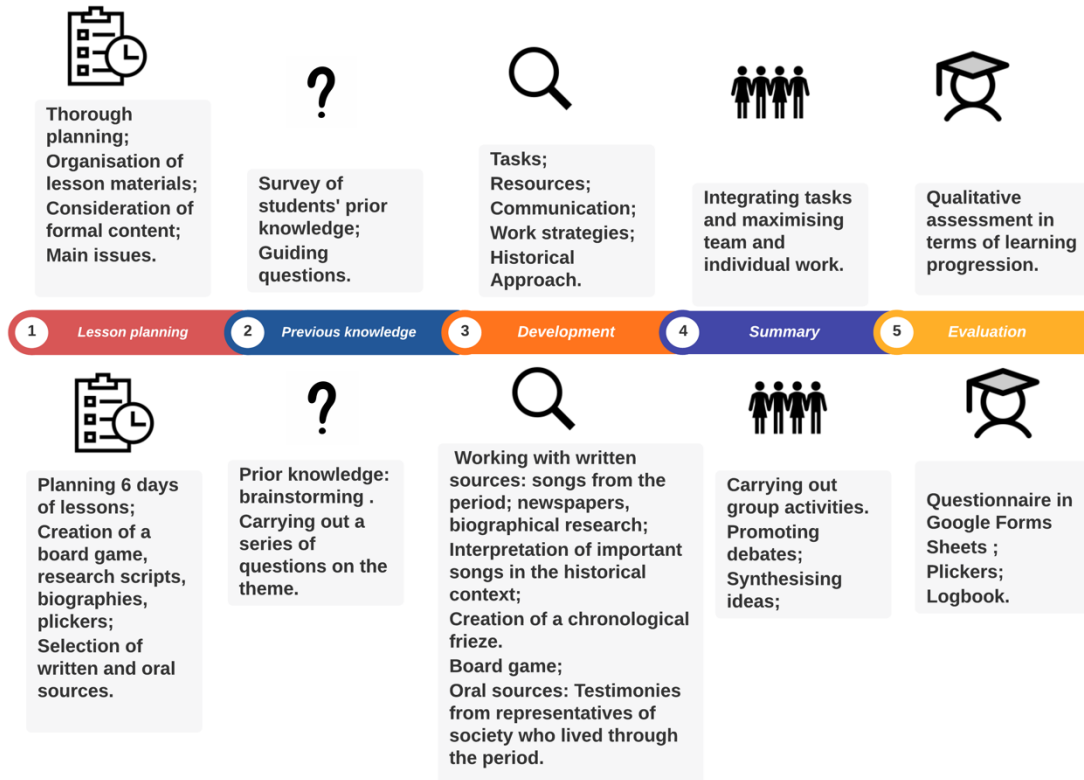 Thorough
planning;
Organisation of
lesson materials;
Consideration of
formal content;
Main issues.
Survey of
students' prior
knowledge;
Guiding
questions.
Tasks;
Resources;
Communication;
Work strategies;
Historical
Approach.
Integrating tasks
and maximising
team and
individual work.
Qualitative
assessment in
terms of learning
progression.
1 Lesson planning
2 Previous knowledge
3 Development
4 Summary
5 Evaluation
Planning 6 days
of lessons;
Creation of a
board game,
research scripts,
biographies,
plickers;
Selection of
written and oral
sources.
Prior knowledge:
brainstorming .
Carrying out a
series of
questions on the
theme.
Working with written
sources: songs from the
period; newspapers,
biographical research;
Interpretation of important
songs in the historical
context;
Creation of a chronological
frieze.
Board game;
Oral sources: Testimonies
from representatives of
society who lived through
the period.
Carrying out
group activities.
Promoting
debates;
Synthesising
ideas;
Questionnaire in
Google Forms
Sheets ;
Plickers;
Logbook.